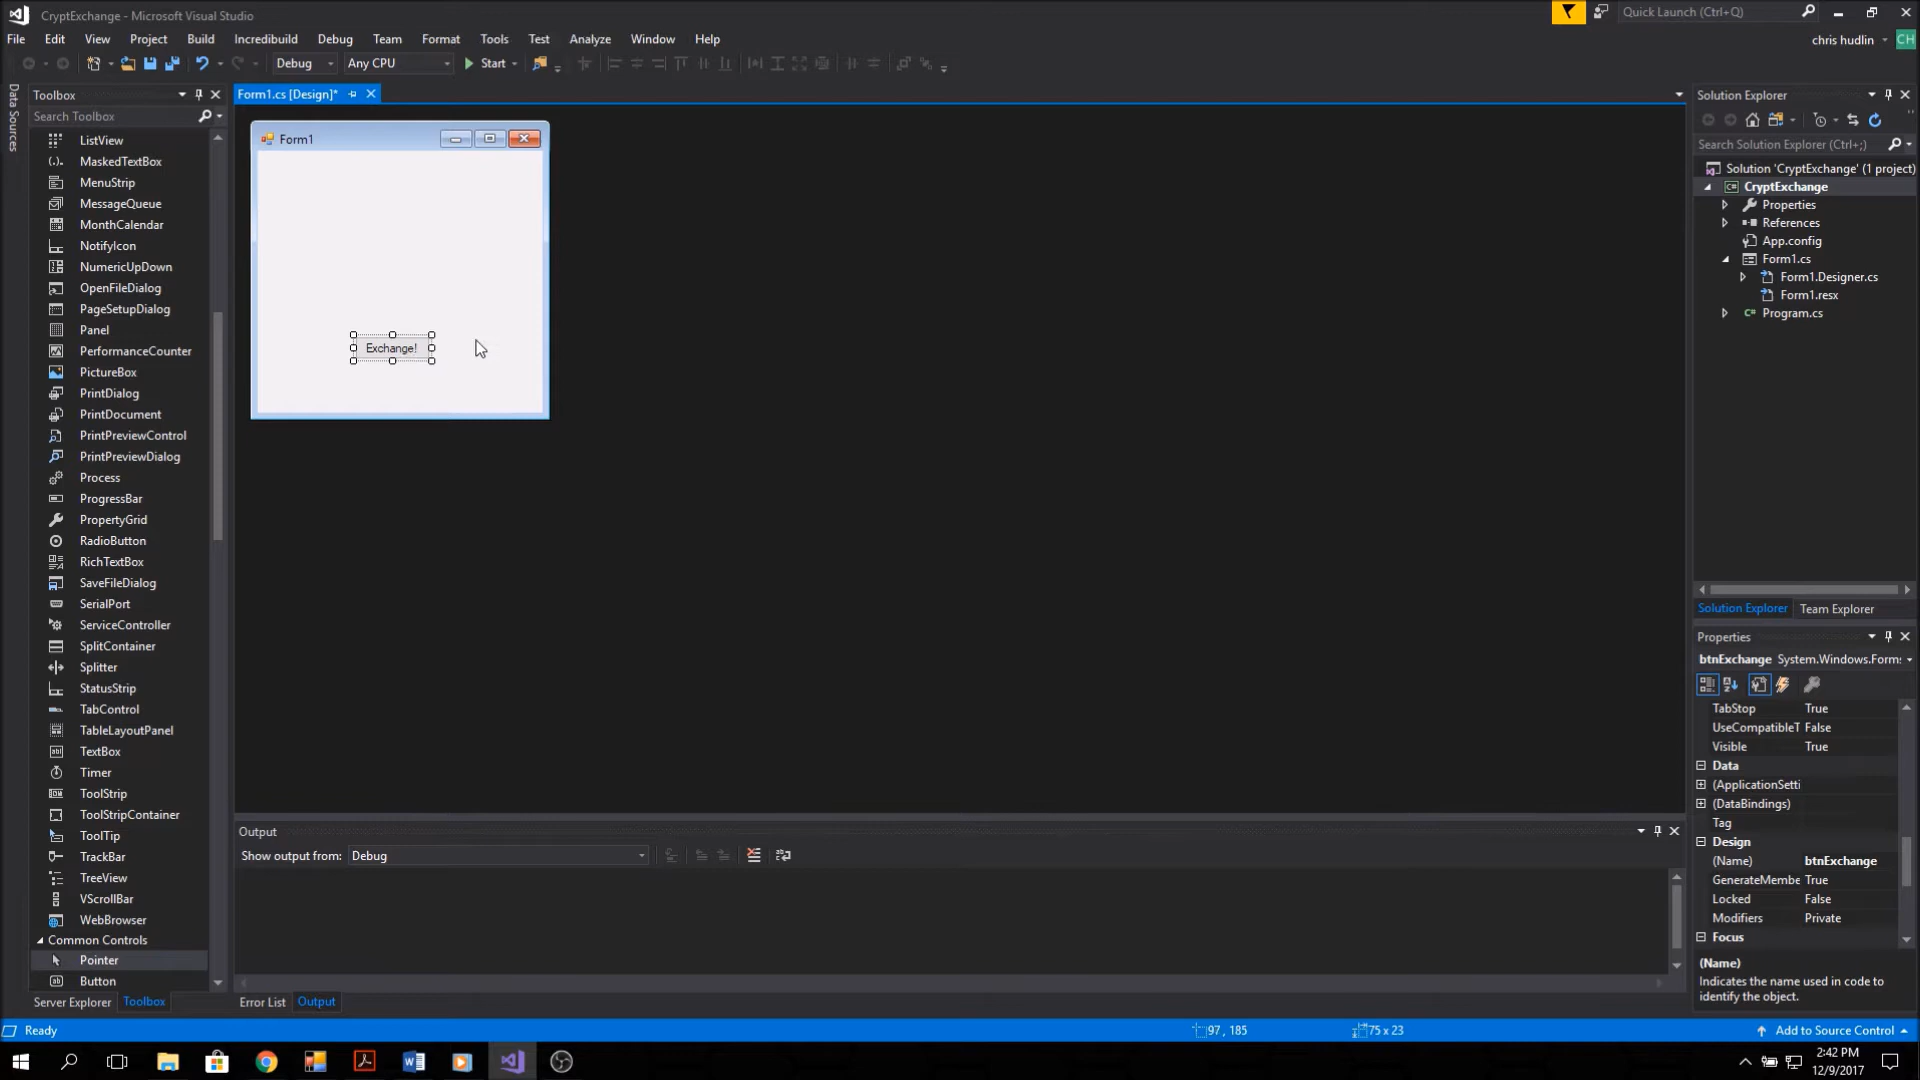 CryptExchange - Microsoft Visual Studio
Quick Launch (Ctrl+Q)
File Edit View Project Build Incredibuild Debug Team Format Tools Test Analyze Window Help
chris hudlin CH
Debug Any CPU Start
Data Sources
Toolbox
Search Toolbox
ListView
MaskedTextBox
MenuStrip
MessageQueue
MonthCalendar
NotifyIcon
NumericUpDown
OpenFileDialog
PageSetupDialog
Panel
PerformanceCounter
PictureBox
PrintDialog
PrintDocument
PrintPreviewControl
PrintPreviewDialog
Process
ProgressBar
PropertyGrid
RadioButton
RichTextBox
SaveFileDialog
SerialPort
ServiceController
SplitContainer
Splitter
StatusStrip
TabControl
TableLayoutPanel
TextBox
Timer
ToolStrip
ToolStripContainer
ToolTip
TrackBar
TreeView
VScrollBar
WebBrowser
Common Controls
Pointer
Button
Server Explorer Toolbox
Form1.cs [Design]*
Form1
Exchange!
Output
Show output from: Debug
Error List Output
Solution Explorer
Search Solution Explorer (Ctrl+;)
Solution 'CryptExchange' (1 project)
CryptExchange
Properties
References
App.config
Form1.cs
Form1.Designer.cs
Form1.resx
Program.cs
Solution Explorer Team Explorer
Properties
btnExchange System.Windows.Forms
TabStop True
UseCompatibleT False
Visible True
Data
(ApplicationSetti
(DataBindings)
Tag
Design
(Name) btnExchange
GenerateMembe True
Locked False
Modifiers Private
Focus
(Name)
Indicates the name used in code to
identify the object.
Ready 97 , 185 75 x 23 Add to Source Control
2:42 PM
12/9/2017